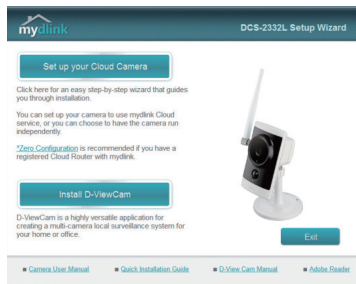 mydlink
DCS-2332L Setup Wizard
Set up your Cloud Camera
Click here for an easy step-by-step wizard that guides
you through installation.
You can set up your camera to use mydlink Cloud
service, or you can choose to have the camera run
independently.
*Zero Configuration is recommended if you have a
registered Cloud Router with mydlink.
Install D-ViewCam
D-ViewCam is a highly versatile application for
creating a multi-camera local surveillance system for
your home or office.
Exit
Camera User Manual
Quick Installation Guide
D-View Cam Manual
Adobe Reader